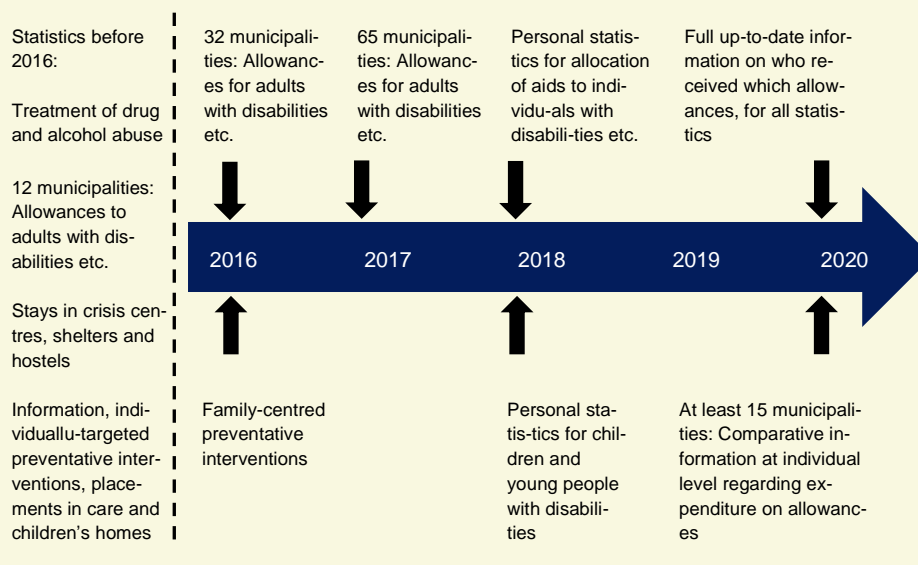 Statistics before
2016:
Treatment of drug
and alcohol abuse
12 municipalities:
Allowances to
adults with dis-
abilities etc.
Stays in crisis cen-
tres, shelters and
hostels
Information, indi-
viduallu-targeted
preventative inter-
ventions, place-
ments in care and
children's homes
32 municipali-
ties: Allowanc-
es for adults
with disabilities
etc.
65 municipali-
ties: Allowanc-
es for adults
with disabilities
etc.
Personal statis-
tics for allocation
of aids to indi-
vidu-als with
disabili-ties etc.
Full up-to-date infor-
mation on who re-
ceived which allow-
ances, for all statis-
tics
2016
2017
2018
2019
2020
Family-centred
preventative
interventions
Personal sta-
tis-tics for chil-
dren and
young people
with disabili-
ties
At least 15 municipali-
ties: Comparative in-
formation at individual
level regarding ex-
penditure on allowanc-
es